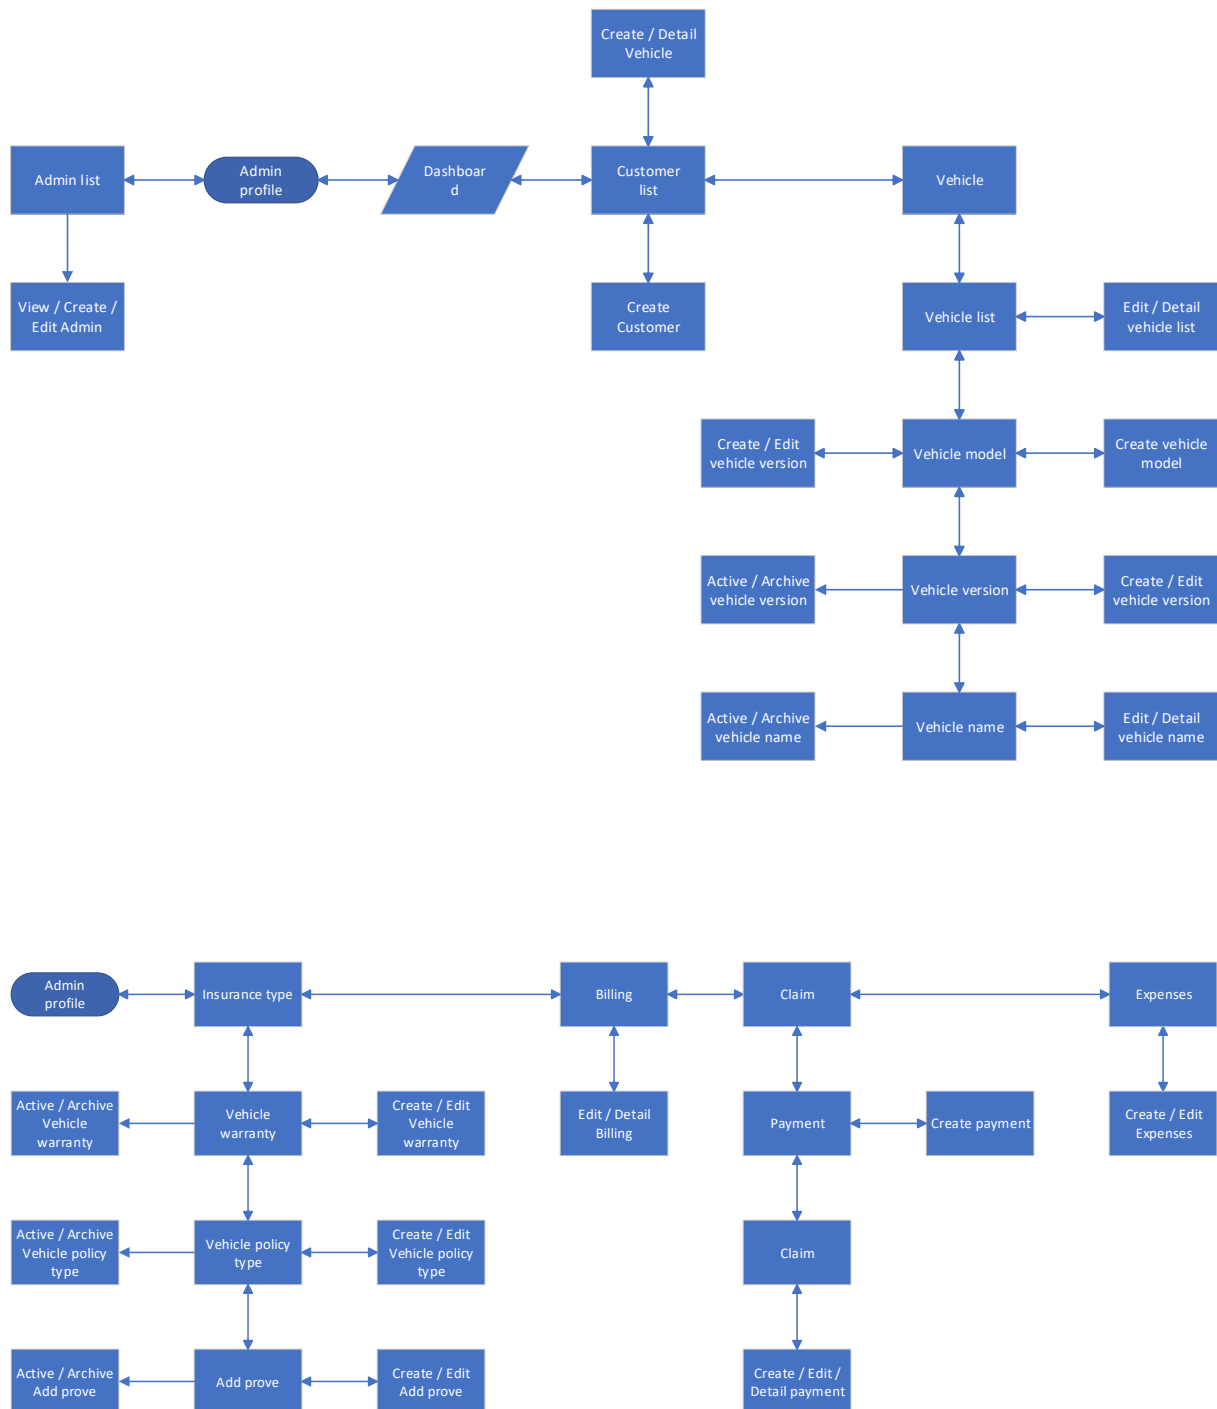 Create / Detail
Vehicle
Admin list
Admin
profile
Dashboar
d
Customer
list
Vehicle
View / Create /
Edit Admin
Create
Customer
Vehicle list
Edit / Detail
vehicle list
Create / Edit
vehicle version
Vehicle model
Create vehicle
model
Active / Archive
vehicle version
Vehicle version
Create / Edit
vehicle version
Active / Archive
vehicle name
Vehicle name
Edit / Detail
vehicle name
Admin
profile
Insurance type
Billing
Claim
Expenses
Active / Archive
Vehicle
warranty
Vehicle
warranty
Create / Edit
Vehicle
warranty
Edit / Detail
Billing
Payment
Create payment
Create / Edit
Expenses
Active / Archive
Vehicle policy
type
Vehicle policy
type
Create / Edit
Vehicle policy
type
Claim
Active / Archive
Add prove
Add prove
Create / Edit
Add prove
Create / Edit /
Detail payment